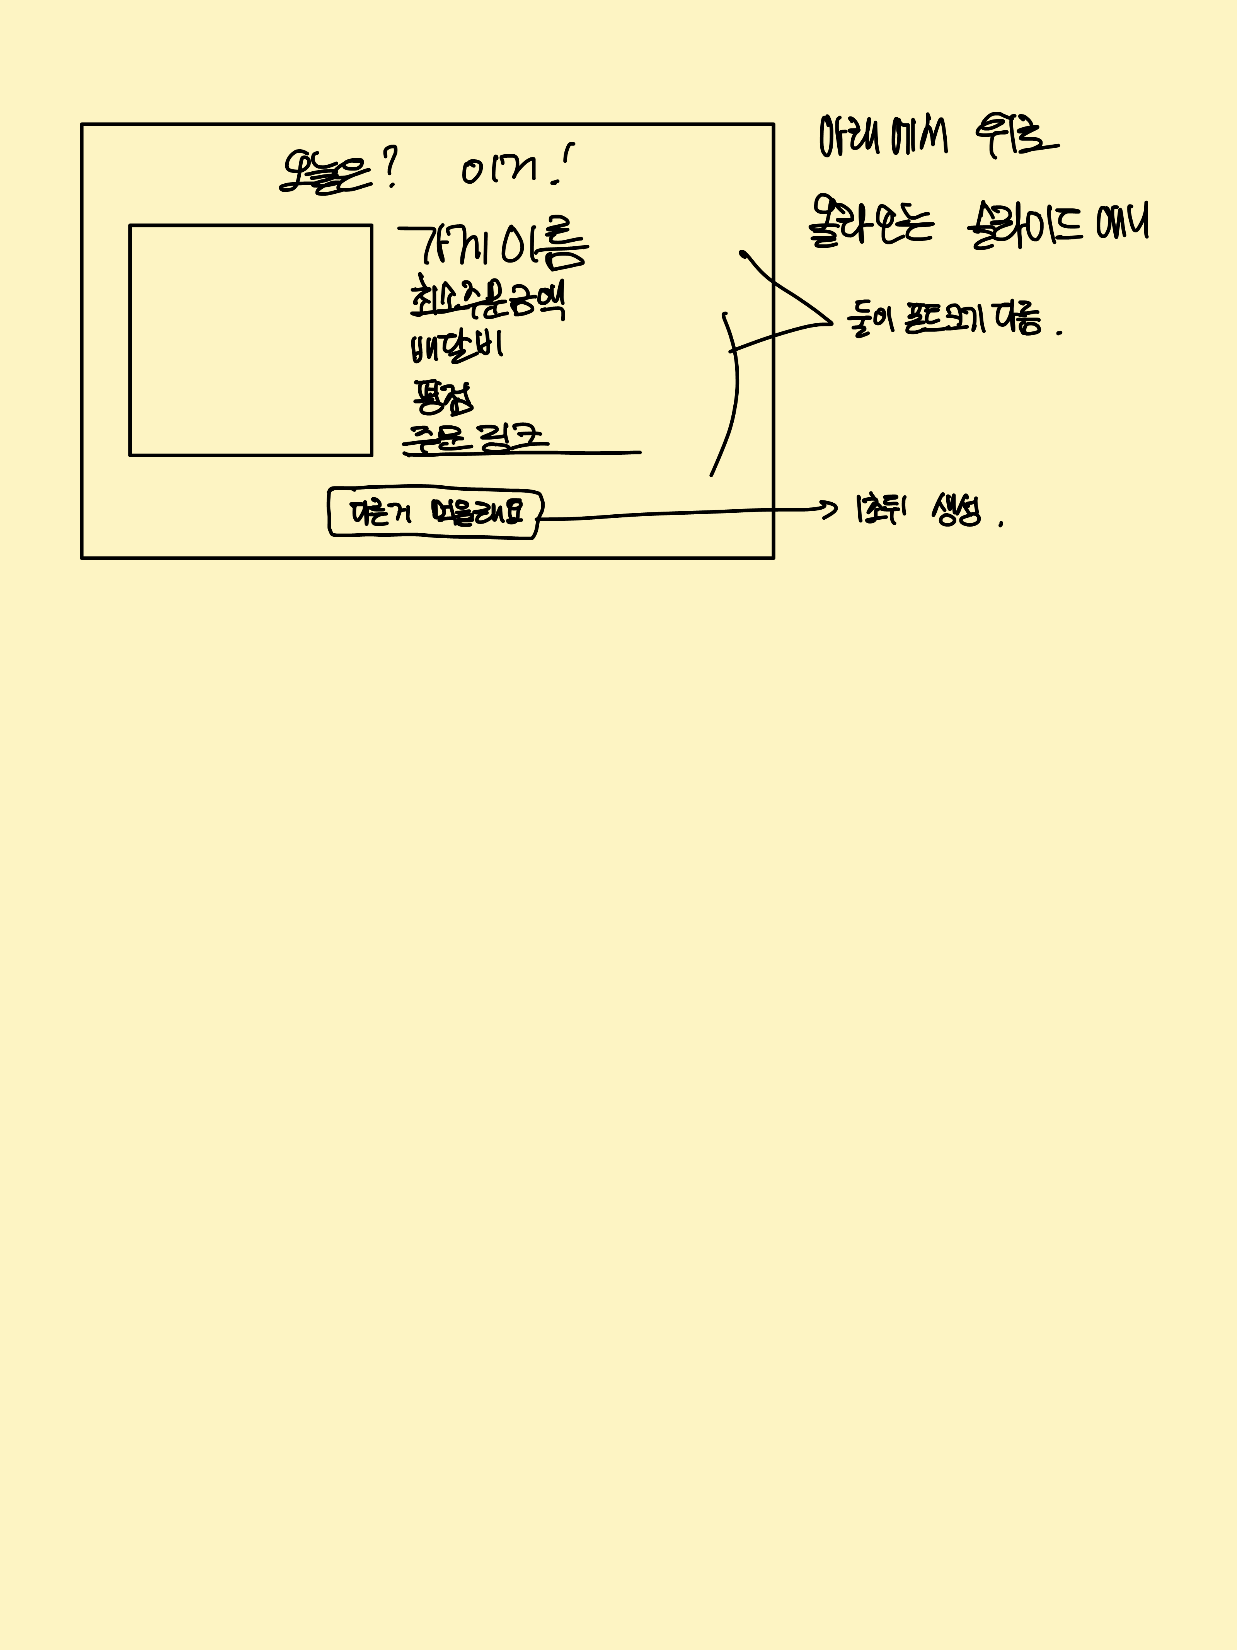 오늘은? 이거!
가게이름
최소주문금액
배달비
평점
주문 링크
다른거 먹을래요
아래에서 위로
올라오는 슬라이드 애니
둘이 폰트크기 다름.
1초뒤 생성.